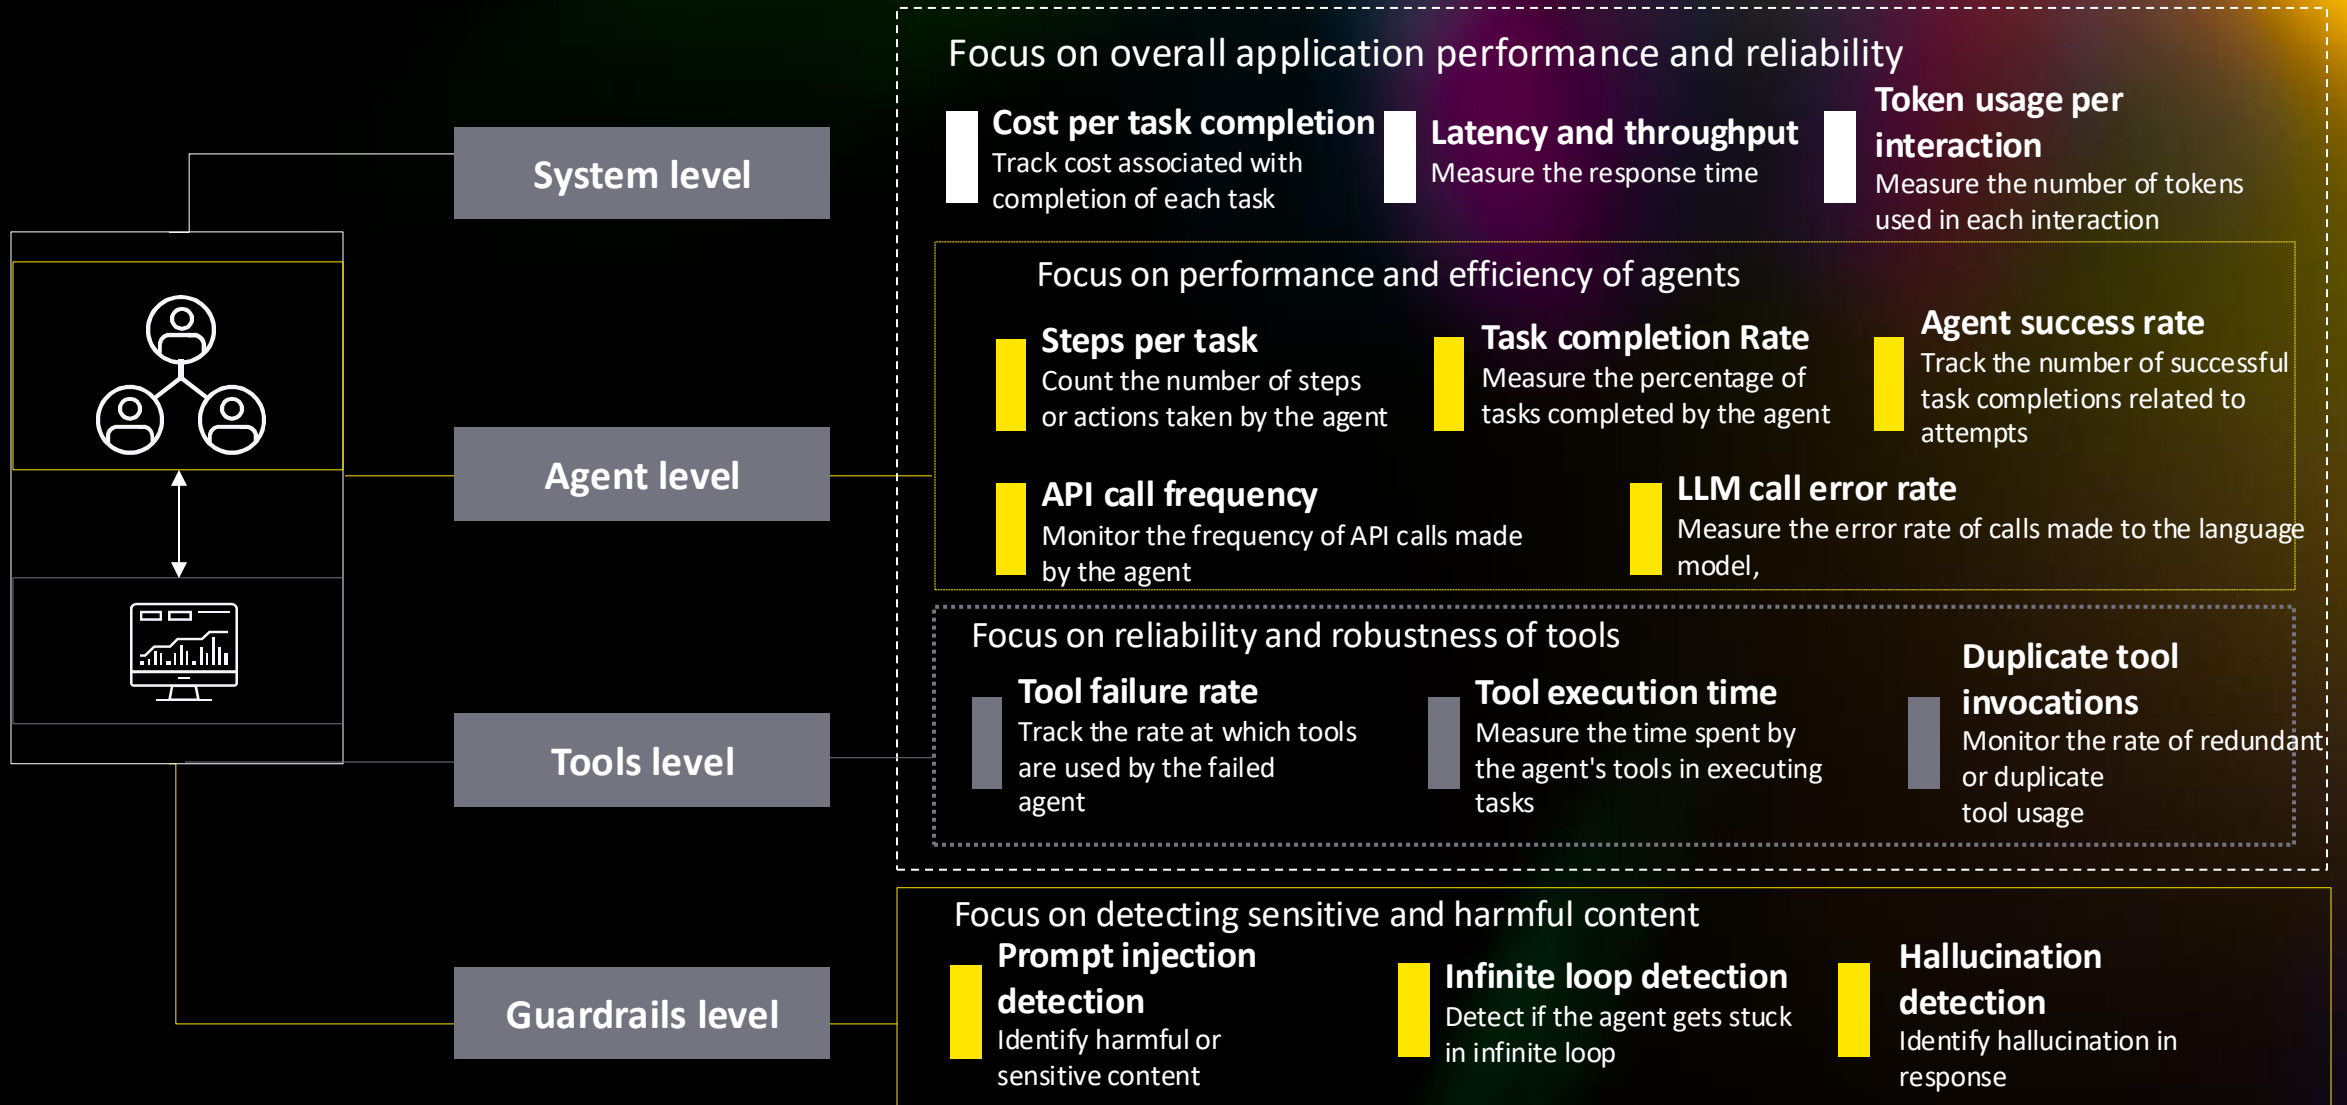 Focus on overall application performance and reliability
System level
Cost per task completion
Track cost associated with
completion of each task
Latency and throughput
Measure the response time
Token usage per
interaction
Measure the number of tokens
used in each interaction
Agent level
Focus on performance and efficiency of agents
Steps per task
Count the number of steps
or actions taken by the agent
Task completion Rate
Measure the percentage of
tasks completed by the agent
Agent success rate
Track the number of successful
task completions related to
attempts
API call frequency
Monitor the frequency of API calls made
by the agent
LLM call error rate
Measure the error rate of calls made to the language
model,
Tools level
Focus on reliability and robustness of tools
Tool failure rate
Track the rate at which tools
are used by the failed
agent
Tool execution time
Measure the time spent by
the agent's tools in executing
tasks
Duplicate tool
invocations
Monitor the rate of redundant
or duplicate
tool usage
Guardrails level
Focus on detecting sensitive and harmful content
Prompt injection
detection
Identify harmful or
sensitive content
Infinite loop detection
Detect if the agent gets stuck
in infinite loop
Hallucination
detection
Identify hallucination in
response